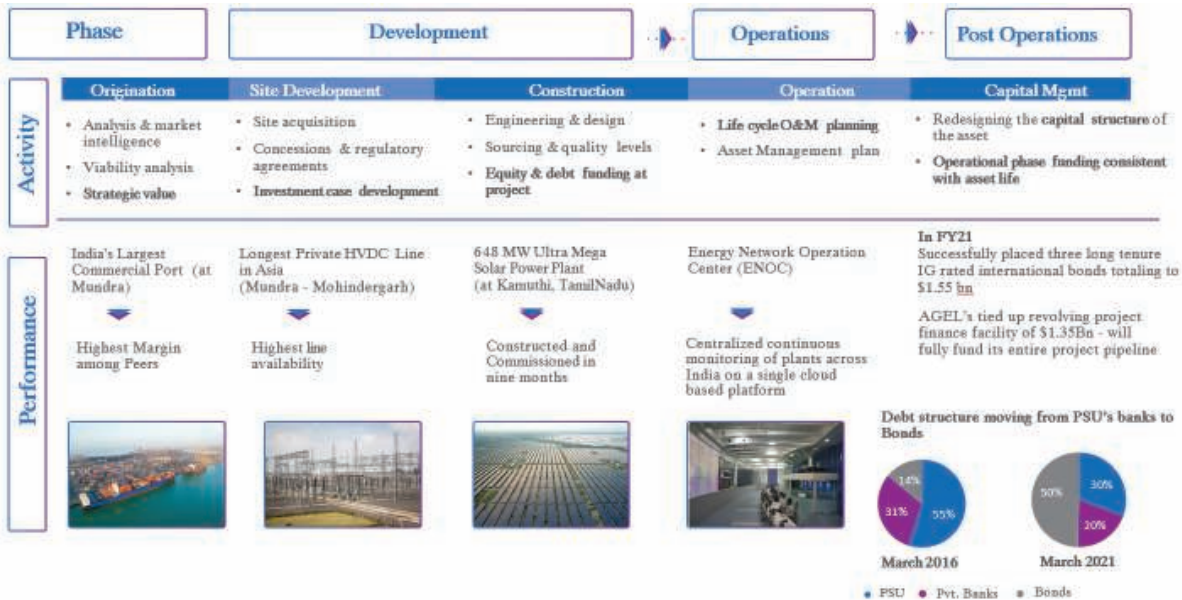 Phase
Development
Operations
Post Operations
Activity
Origination
Site Development
Construction
Operation
Capital Mgmt
• Analysis & market
intelligence
• Viability analysis
• Strategic value
• Site acquisition
• Concessions & regulatory
agreements
• Investment case development
• Engineering & design
• Sourcing & quality levels
• Equity & debt funding at
project
• Life cycle O&M planning
• Asset Management plan
• Redesigning the capital structure of
the asset
• Operational phase funding consistent
with asset life
Performance
India's Largest
Commercial Port (at
Mundra)
Highest Margin
among Peers
Longest Private HVDC Line
in Asia
(Mundra - Mohindergarh)
Highest line
availability
648 MW Ultra Mega
Solar Power Plant
(at Kamuthi, TamilNadu)
Constructed and
Commissioned in
nine months
Energy Network Operation
Center (ENOC)
Centralized continuous
monitoring of plants across
India on a single cloud
based platform
In FY21
Successfully placed three long tenure
IG rated international bonds totaling to
$1.55 bn
AGEL's tied up revolving project
finance facility of $1.35Bn - will
fully fund its entire project pipeline
Debt structure moving from PSU's banks to
Bonds
14%
31%
55%
March 2016
50%
30%
20%
March 2021
• PSU • Pvt. Banks • Bonds